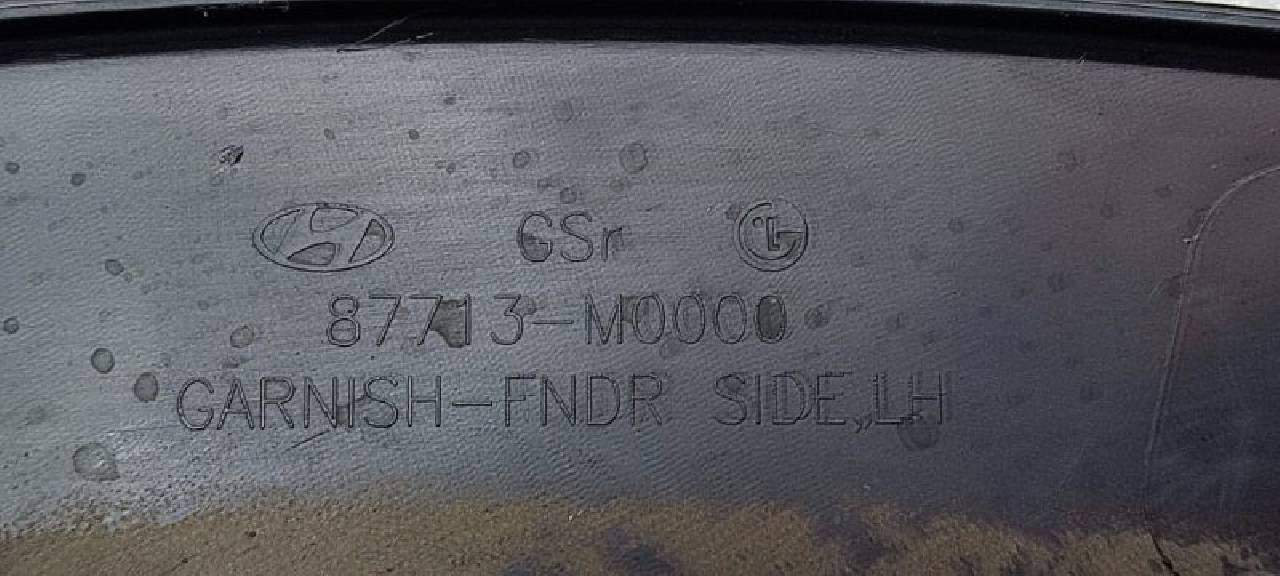 GSr
87713-M0000
GARNISH-FNDR SIDE,LH